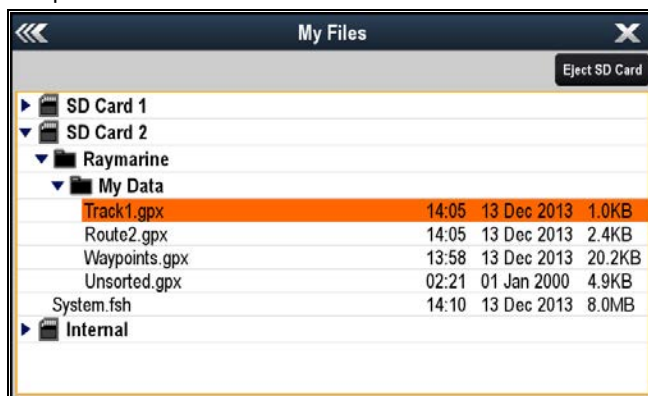 My Files
Eject SD Card
SD Card 1
SD Card 2
Raymarine
My Data
Track1.gpx 14:05 13 Dec 2013 1.0KB
Route2.gpx 14:05 13 Dec 2013 2.4KB
Waypoints.gpx 13:58 13 Dec 2013 20.2KB
Unsorted.gpx 02:21 01 Jan 2000 4.9KB
System.fsh 14:10 13 Dec 2013 8.0MB
Internal